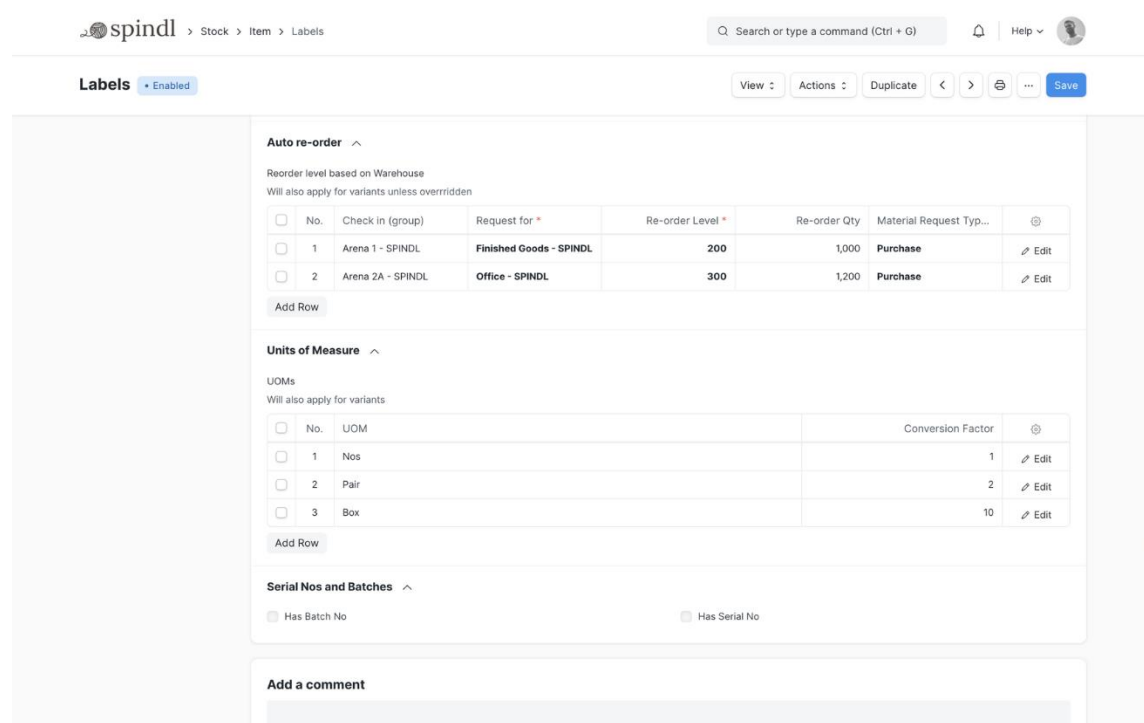 spindl > Stock > Item > Labels Search or type a command (Ctrl + G) Help
Labels • Enabled View Actions Duplicate < > ... Save
Auto re-order
Reorder level based on Warehouse
Will also apply for variants unless overrridden
No. Check in (group) Request for * Re-order Level * Re-order Qty Material Request Typ...
1 Arena 1 - SPINDL Finished Goods - SPINDL 200 1,000 Purchase Edit
2 Arena 2A - SPINDL Office - SPINDL 300 1,200 Purchase Edit
Add Row
Units of Measure
UOMs
Will also apply for variants
No. UOM Conversion Factor
1 Nos 1 Edit
2 Pair 2 Edit
3 Box 10 Edit
Add Row
Serial Nos and Batches
Has Batch No Has Serial No
Add a comment